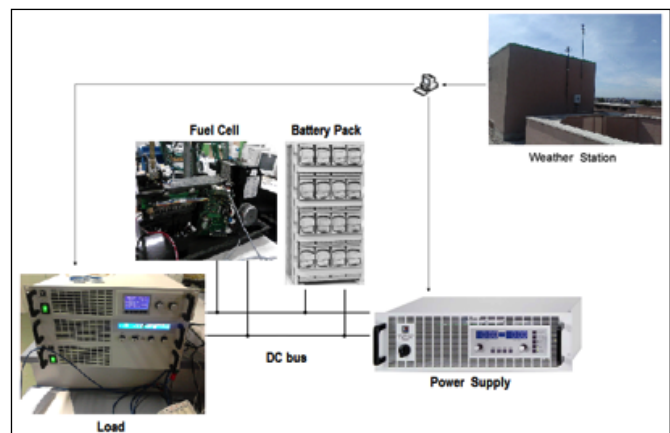 Fuel Cell
Battery Pack
Weather Station
DC bus
Power Supply
Load